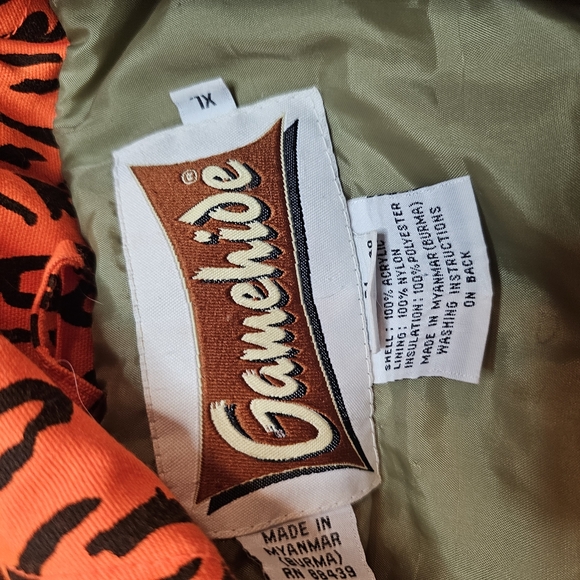 XL
Gamehide®
SHELL: 100% ACRYLIC
LINING: 100% NYLON
INSULATION: 100% POLYESTER
MADE IN MYANMAR (BURMA)
WASHING INSTRUCTIONS
ON BACK
MADE IN
MYANMAR
(BURMA)
RN 88439